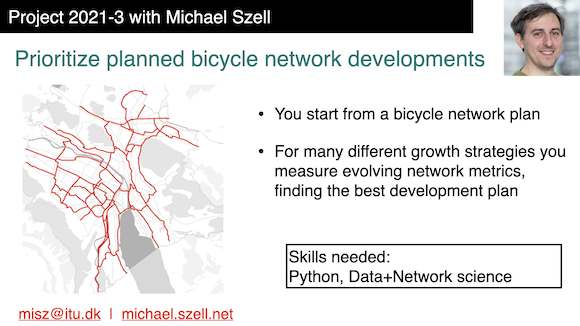 Project 2021-3 with Michael Szell
Prioritize planned bicycle network developments
• You start from a bicycle network plan
• For many different growth strategies you
measure evolving network metrics,
finding the best development plan
Skills needed:
Python, Data+Network science
misz@itu.dk | michael.szell.net